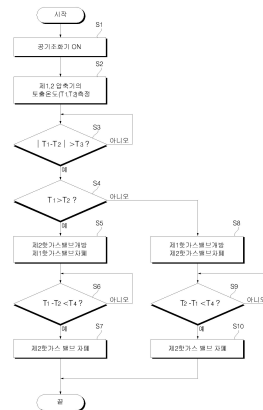 시작
S1
공기조화기 ON
S2
제1,2 압축기의
토출온도(T1,T2)측정
S3
| T1-T2 | >T3 ?
아니오
예
S4
T1>T2 ?
아니오
예
S5
제2핫가스밸브개방
제1핫가스밸브차폐
S8
제1핫가스밸브개방
제2핫가스밸브차폐
S6
T1-T2 <T4 ?
아니오
예
S9
T2-T1 <T4 ?
아니오
예
S7
제2핫가스 밸브 차폐
S10
제2핫가스 밸브 차폐
끝